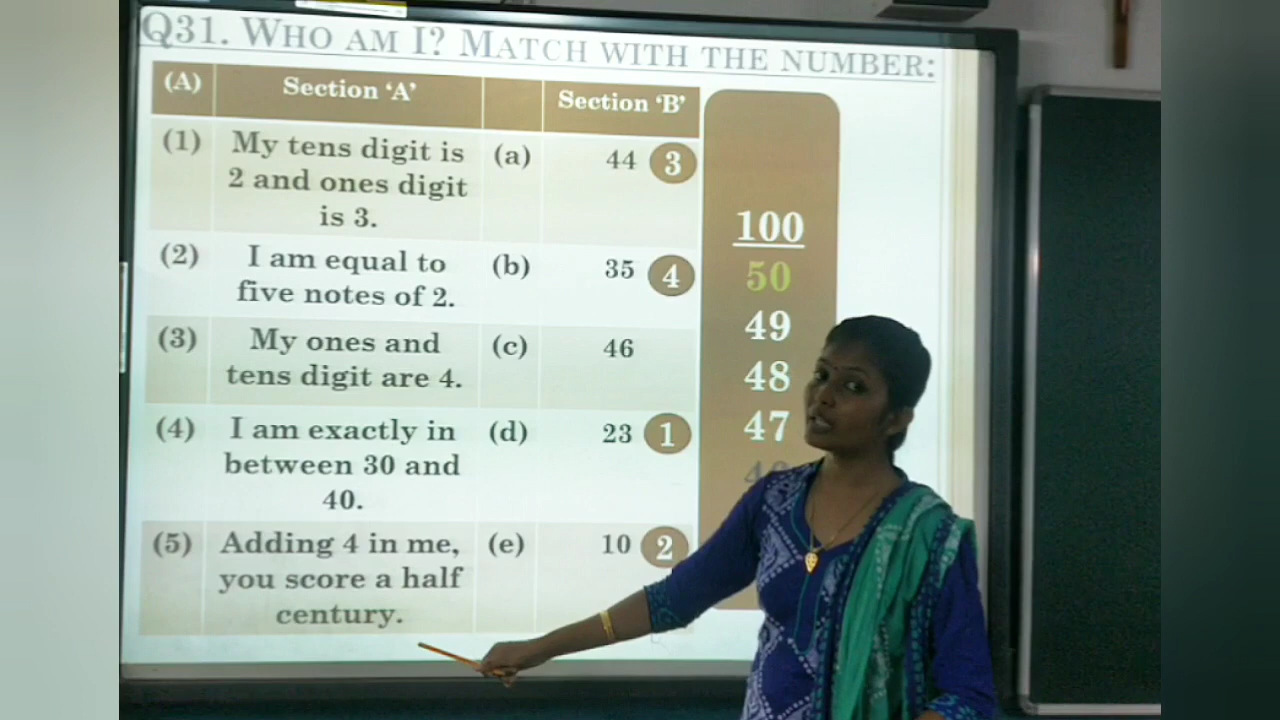 Q31. WHO AM I? MATCH WITH THE NUMBER:
(A) Section ‘A’ Section ‘B’
(1) My tens digit is (a) 44 3
2 and ones digit
is 3.
(2) I am equal to (b) 35 4
five notes of 2.
(3) My ones and (c) 46
tens digit are 4.
(4) I am exactly in (d) 23 1
between 30 and
40.
(5) Adding 4 in me, (e) 10 2
you score a half
century.
100
50
49
48
47